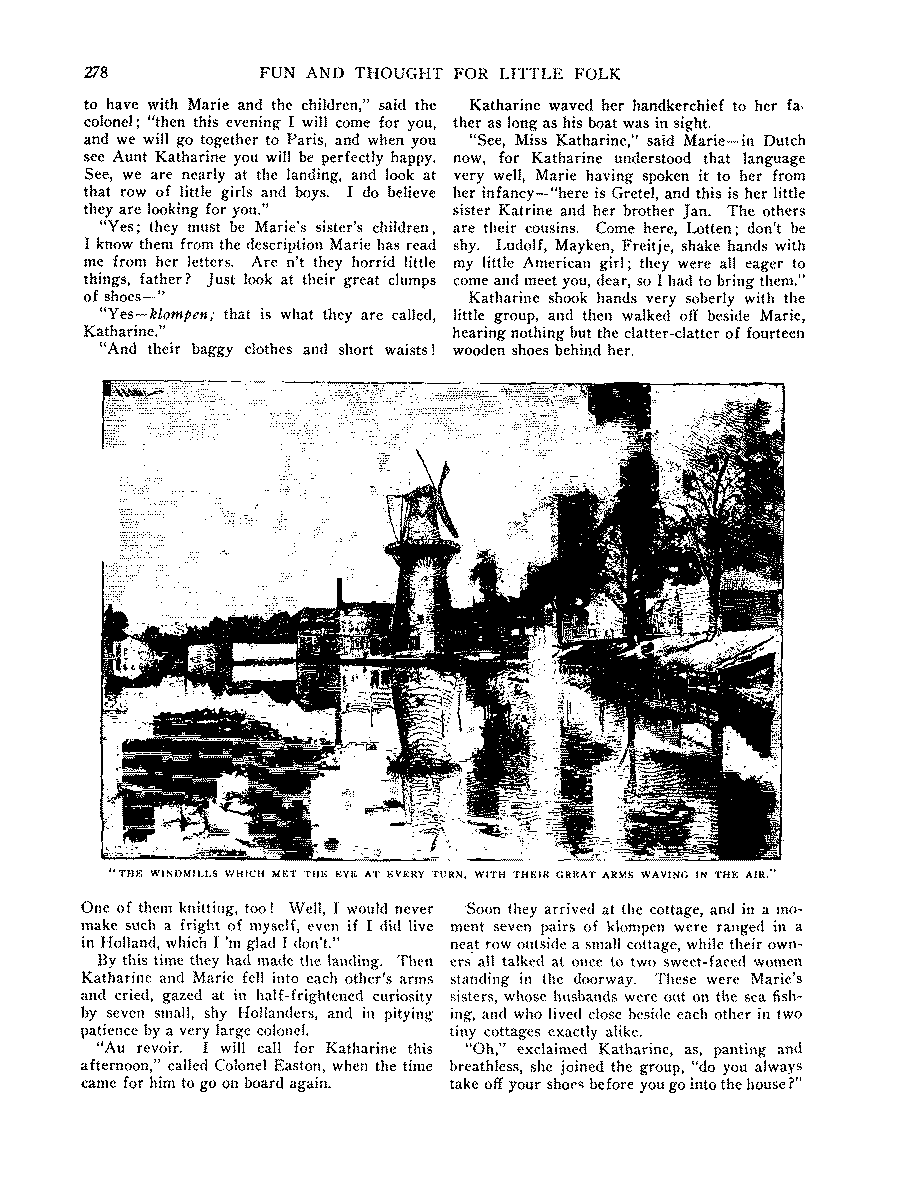 278 FUN AND THOUGHT FOR LITTLE FOLK
to have with Marie and the children," said the
colonel; "then this evening I will come for you,
and we will go together to Paris, and when you
see Aunt Katharine you will be perfectly happy.
See, we are nearly at the landing, and look at
that row of little girls and boys. I do believe
they are looking for you."
"Yes; they must be Marie's sister's children,
I know them from the description Marie has read
me from her letters. Are n't they horrid little
things, father? Just look at their great clumps
of shoes—"
"Yes—klompen; that is what they are called,
Katharine."
"And their baggy clothes and short waists!
One of them knitting, too! Well, I would never
make such a fright of myself, even if I did live
in Holland, which I 'm glad I don't."
By this time they had made the landing. Then
Katharine and Marie fell into each other's arms
and cried, gazed at in half-frightened curiosity
by seven small, shy Hollanders, and in pitying
patience by a very large colonel.
"Au revoir. I will call for Katharine this
afternoon," called Colonel Easton, when the time
came for him to go on board again.
Katharine waved her handkerchief to her fa-
ther as long as his boat was in sight.
"See, Miss Katharine," said Marie—in Dutch
now, for Katharine understood that language
very well, Marie having spoken it to her from
her infancy—"here is Gretel, and this is her little
sister Katrine and her brother Jan. The others
are their cousins. Come here, Lotten; don't be
shy. Ludolf, Mayken, Freitje, shake hands with
my little American girl; they were all eager to
come and meet you, dear, so I had to bring them."
Katharine shook hands very soberly with the
little group, and then walked off beside Marie,
hearing nothing but the clatter-clatter of fourteen
wooden shoes behind her.
"THE WINDMILLS WHICH MET THE EYE AT EVERY TURN, WITH THEIR GREAT ARMS WAVING IN THE AIR."
Soon they arrived at the cottage, and in a mo-
ment seven pairs of klompen were ranged in a
neat row outside a small cottage, while their own-
ers all talked at once to two sweet-faced women
standing in the doorway. These were Marie's
sisters, whose husbands were out on the sea fish-
ing, and who lived close beside each other in two
tiny cottages exactly alike.
"Oh," exclaimed Katharine, as, panting and
breathless, she joined the group, "do you always
take off your shoes before you go into the house?"